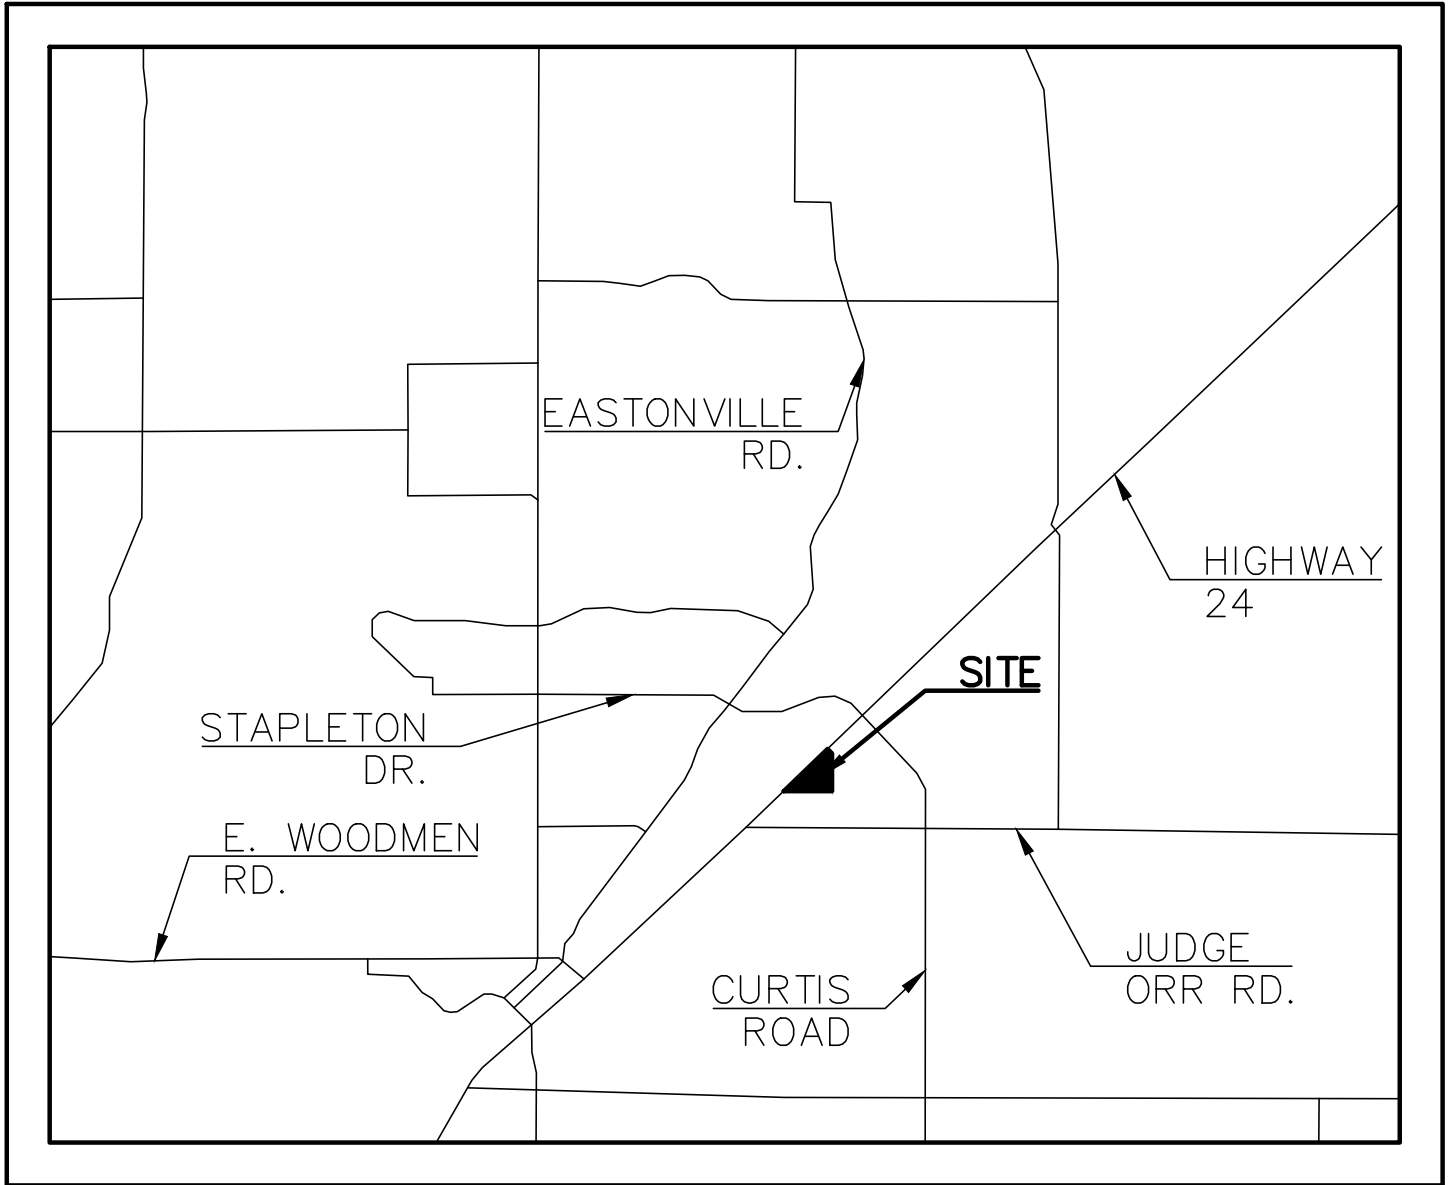 EASTONVILLE
RD.
HIGHWAY
24
SITE
STAPLETON
DR.
E. WOODMEN
RD.
JUDGE
ORR RD.
CURTIS
ROAD